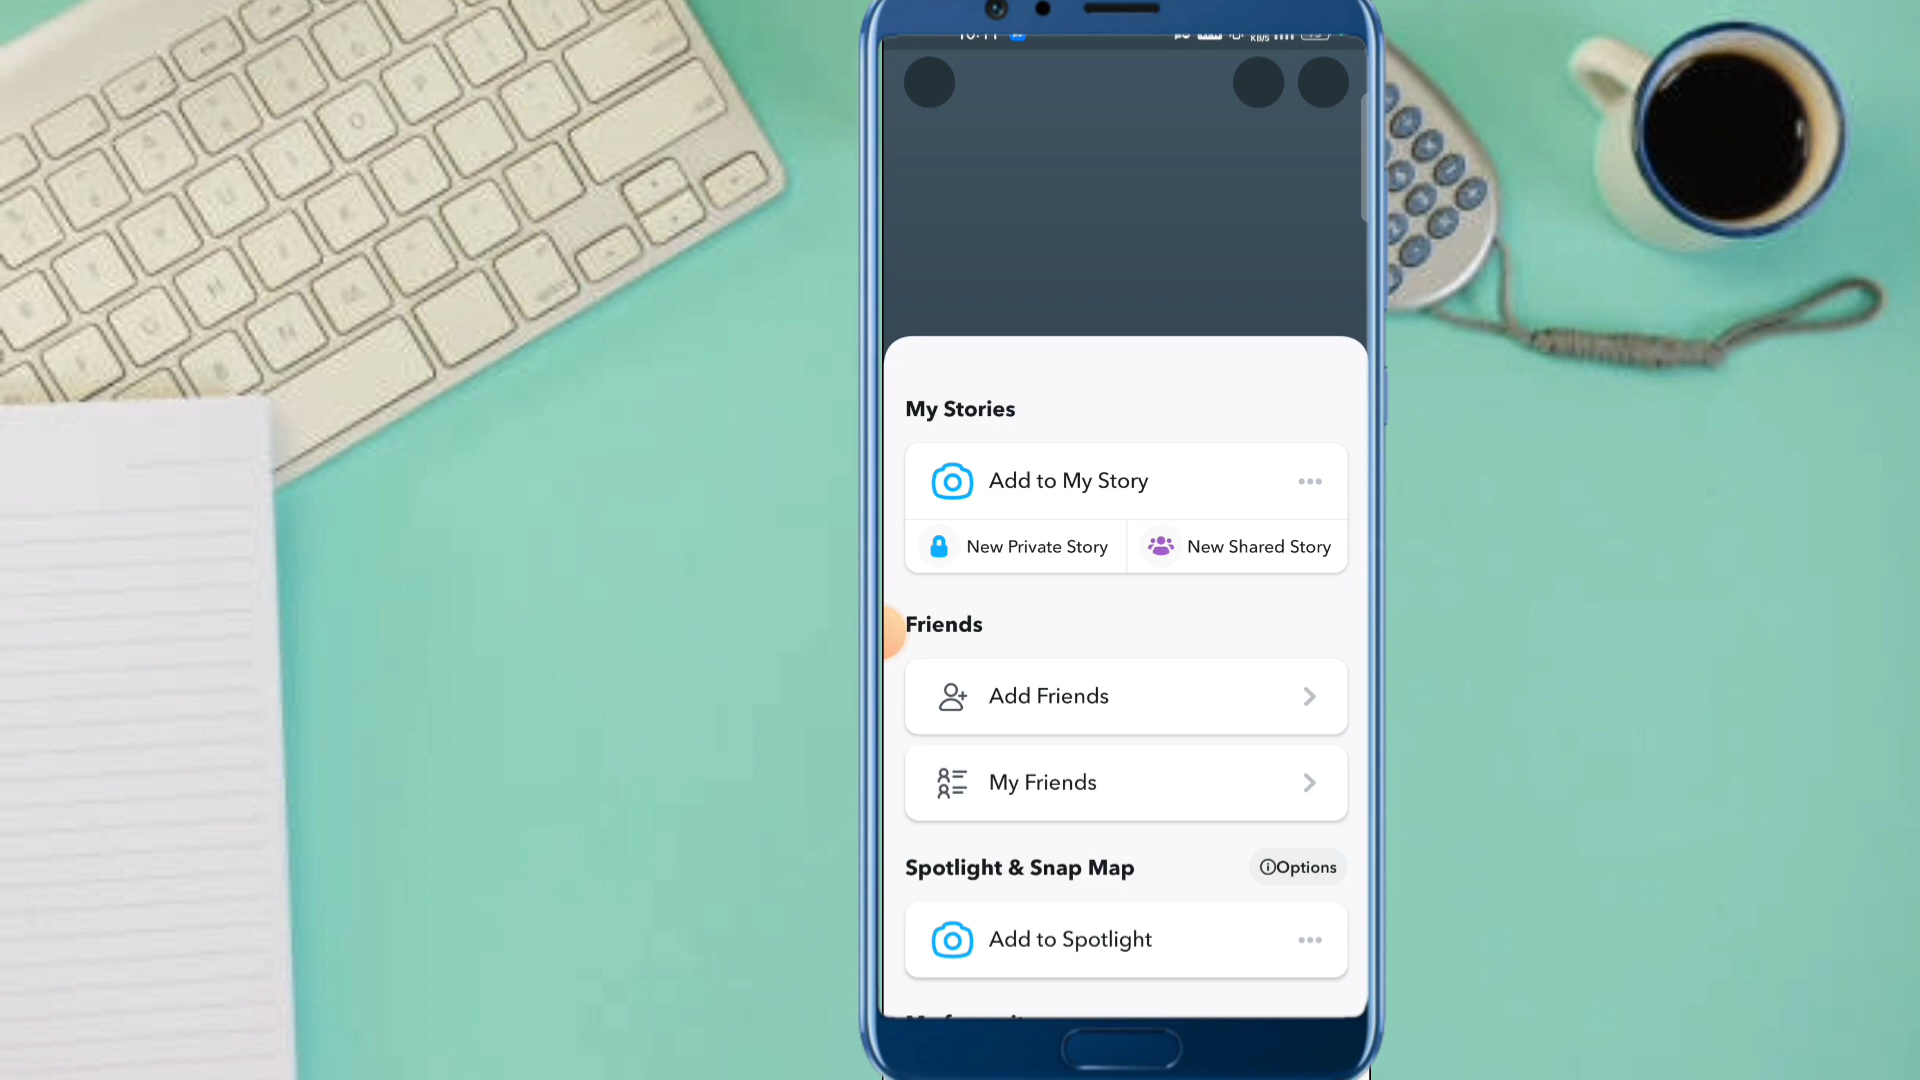 My Stories
Add to My Story
New Private Story
New Shared Story
Friends
Add Friends
My Friends
Spotlight & Snap Map
Options
Add to Spotlight